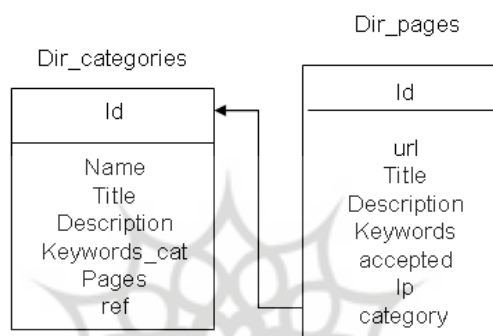 Dir_categories
Id
Name
Title
Description
Keywords_cat
Pages
ref
Dir_pages
Id
url
Title
Description
Keywords
accepted
Ip
category